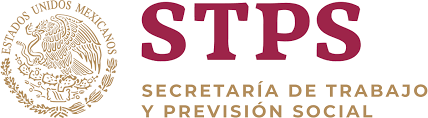 ESTADOS UNIDOS MEXICANOS
STPS
SECRETARÍA DE TRABAJO
Y PREVISIÓN SOCIAL